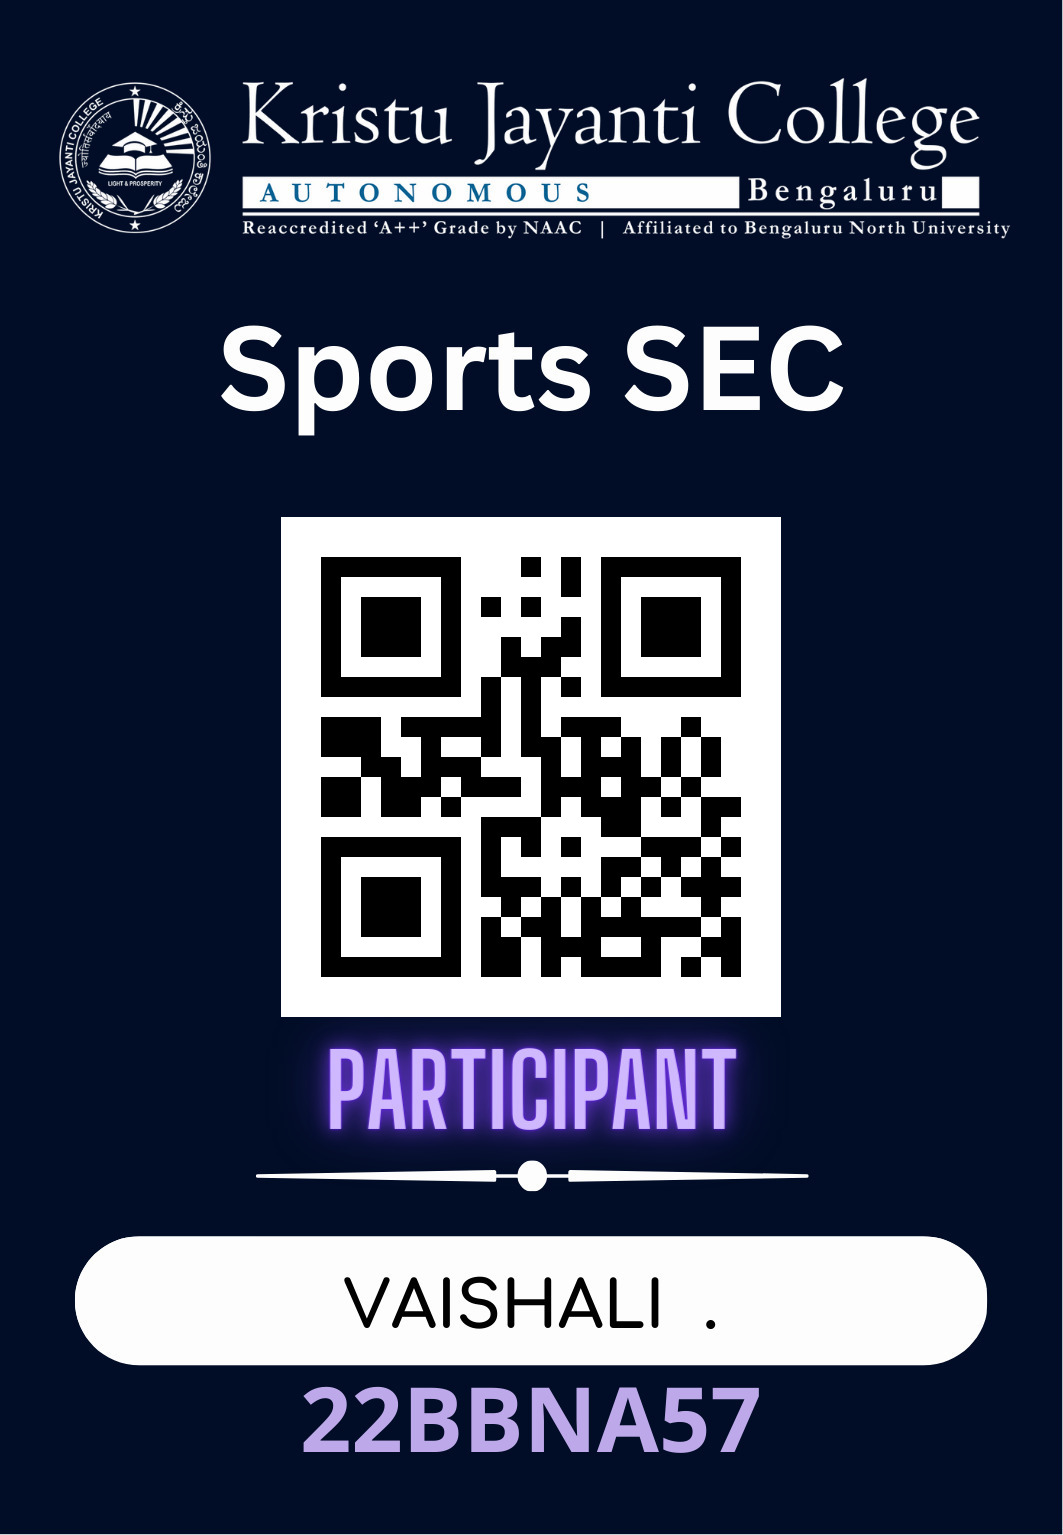 Kristu Jayanti College
AUTONOMOUS Bengaluru
Reaccredited ‘A++’ Grade by NAAC | Affiliated to Bengaluru North University
KRISTU JAYANTI COLLEGE
ज्योतिसंवादाय
ಕ್ರಿಸ್ತು ಜಯಂತಿ ಕಾಲೇಜು
LIGHT & PROSPERITY
Sports SEC
PARTICIPANT
VAISHALI .
22BBNA57